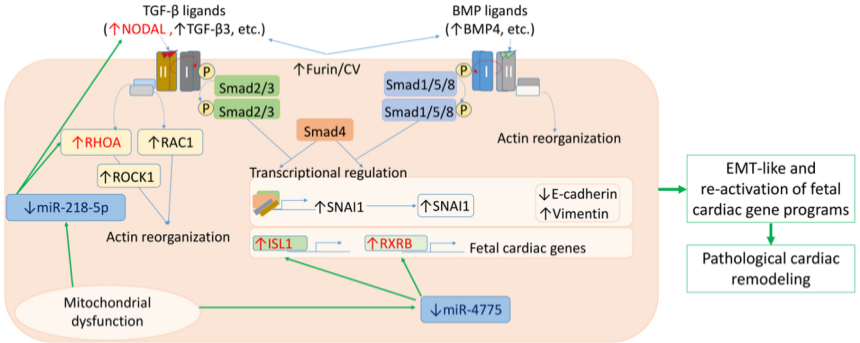 TGF-β ligands
(↑NODAL ,↑TGF-β3, etc.)
BMP ligands
(↑BMP4, etc.)
↑Furin/CV
II
I
P
I
II
P
Smad2/3
P
Smad2/3
Smad1/5/8
Smad1/5/8
P
Smad4
Actin reorganization
↑RHOA
↑RAC1
↑ROCK1
↓miR-218-5p
Actin reorganization
Transcriptional regulation
↑SNAI1
↑SNAI1
↓E-cadherin
↑Vimentin
↑ISL1
↑RXRB
Fetal cardiac genes
Mitochondrial
dysfunction
↓miR-4775
EMT-like and
re-activation of fetal
cardiac gene programs
Pathological cardiac
remodeling